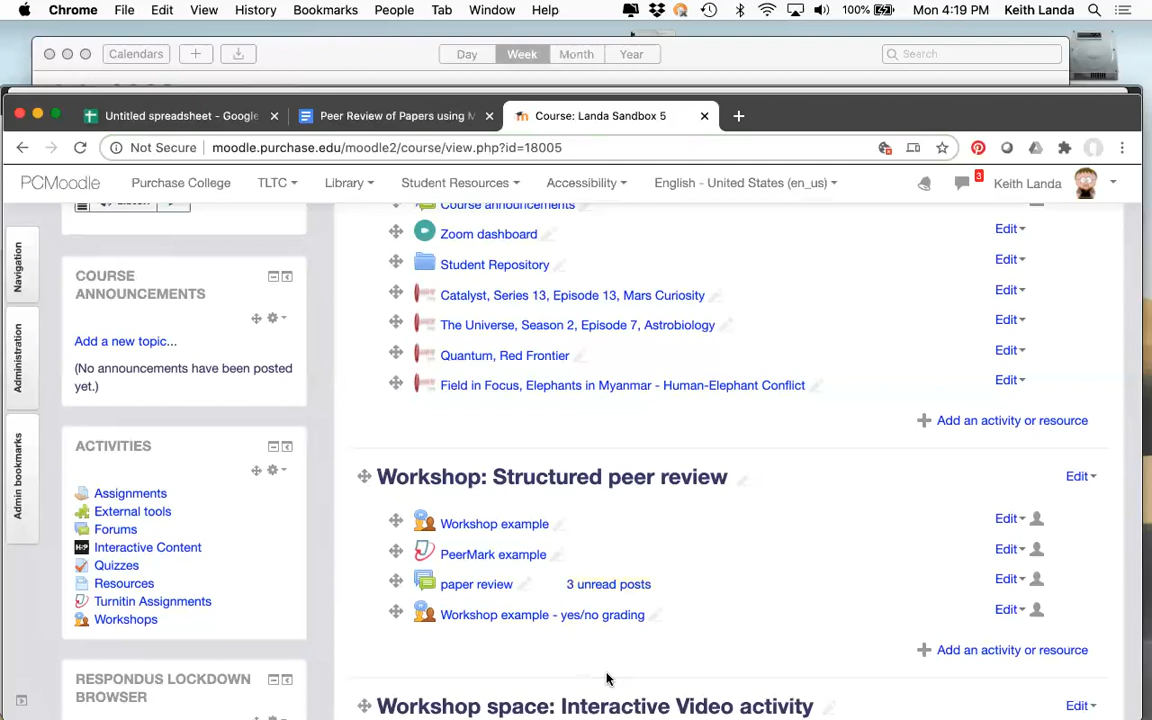 Chrome File Edit View History Bookmarks People Tab Window Help 100% Mon 4:19 PM Keith Landa
Calendars + Day Week Month Year Search
Untitled spreadsheet - Google Peer Review of Papers using M Course: Landa Sandbox 5
Not Secure moodle.purchase.edu/moodle2/course/view.php?id=18005
PCMoodle Purchase College TLTC Library Student Resources Accessibility English - United States (en_us) 3 Keith Landa
Navigation
Administration
Admin bookmarks
COURSE
ANNOUNCEMENTS
Add a new topic...
(No announcements have been posted
yet.)
ACTIVITIES
Assignments
External tools
Forums
Interactive Content
Quizzes
Resources
Turnitin Assignments
Workshops
RESPONDUS LOCKDOWN
BROWSER
Course announcements
Zoom dashboard Edit
Student Repository Edit
Catalyst, Series 13, Episode 13, Mars Curiosity Edit
The Universe, Season 2, Episode 7, Astrobiology Edit
Quantum, Red Frontier Edit
Field in Focus, Elephants in Myanmar - Human-Elephant Conflict Edit
Add an activity or resource
Workshop: Structured peer review Edit
Workshop example Edit
PeerMark example Edit
paper review 3 unread posts Edit
Workshop example - yes/no grading Edit
Add an activity or resource
Workshop space: Interactive Video activity Edit